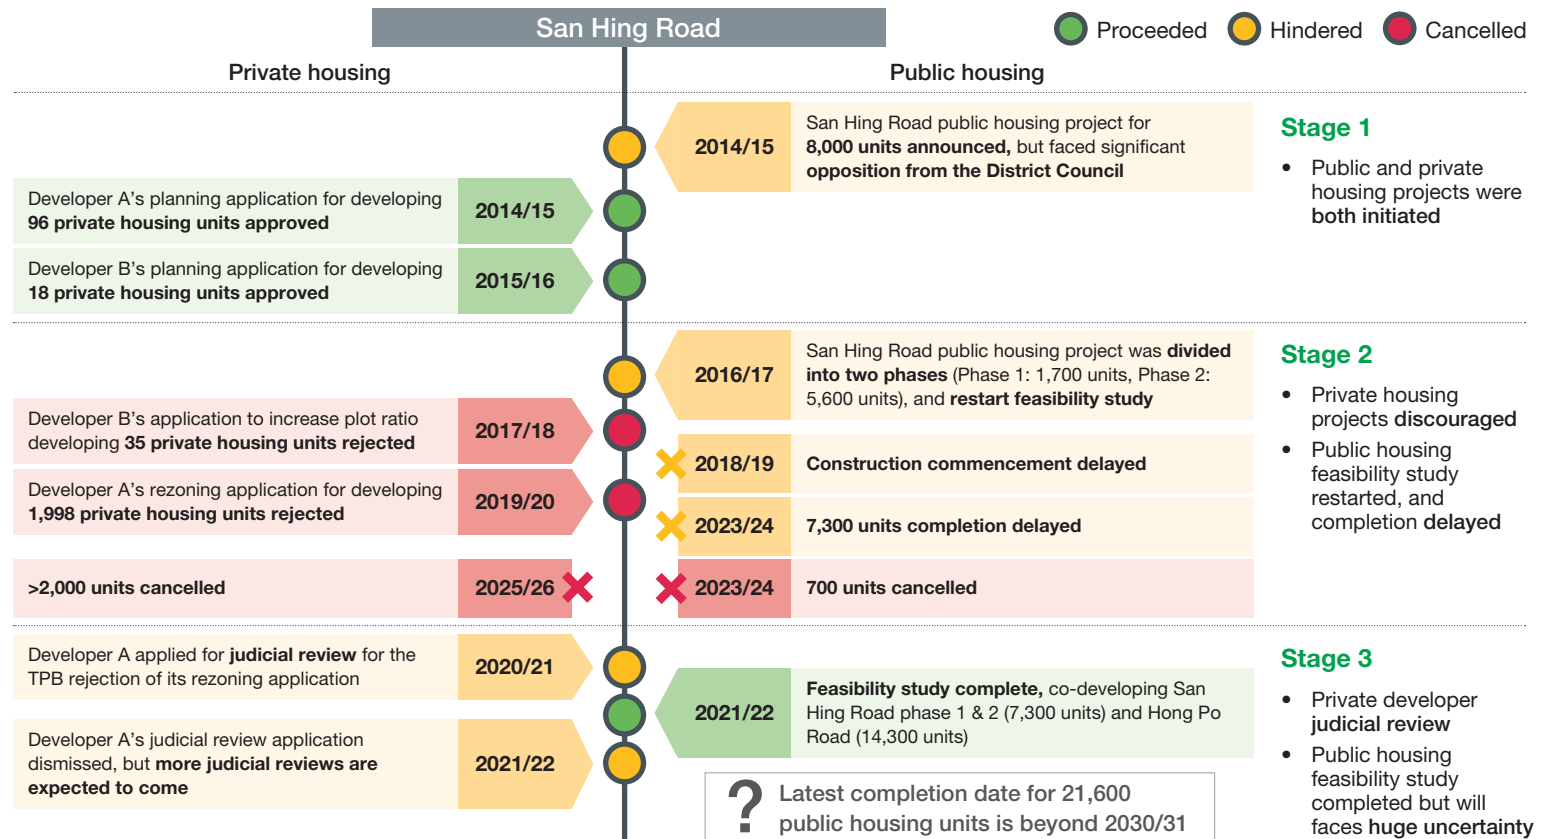 San Hing Road
Proceeded
Hindered
Cancelled
Private housing
Public housing
2014/15
San Hing Road public housing project for
8,000 units announced, but faced significant
opposition from the District Council
Stage 1
• Public and private
housing projects were
both initiated
Developer A's planning application for developing
96 private housing units approved
2014/15
Developer B's planning application for developing
18 private housing units approved
2015/16
2016/17
San Hing Road public housing project was divided
into two phases (Phase 1: 1,700 units, Phase 2:
5,600 units), and restart feasibility study
Stage 2
• Private housing
projects discouraged
• Public housing
feasibility study
restarted, and
completion delayed
Developer B's application to increase plot ratio
developing 35 private housing units rejected
2017/18
2018/19
Construction commencement delayed
Developer A's rezoning application for developing
1,998 private housing units rejected
2019/20
2023/24
7,300 units completion delayed
>2,000 units cancelled
2025/26
2023/24
700 units cancelled
Developer A applied for judicial review for the
TPB rejection of its rezoning application
2020/21
2021/22
Feasibility study complete, co-developing San
Hing Road phase 1 & 2 (7,300 units) and Hong Po
Road (14,300 units)
Stage 3
• Private developer
judicial review
• Public housing
feasibility study
completed but will
faces huge uncertainty
Developer A's judicial review application
dismissed, but more judicial reviews are
expected to come
2021/22
?
Latest completion date for 21,600
public housing units is beyond 2030/31